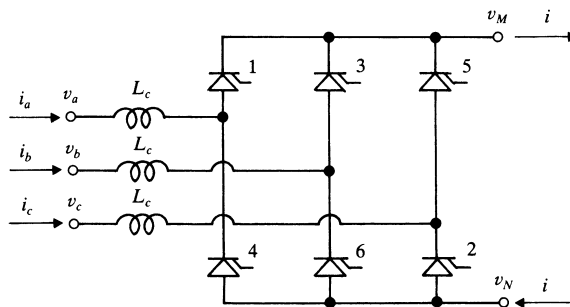 v_M i
1 3 5
i_a v_a L_c
i_b v_b L_c
i_c v_c L_c
4 6 2
v_N i